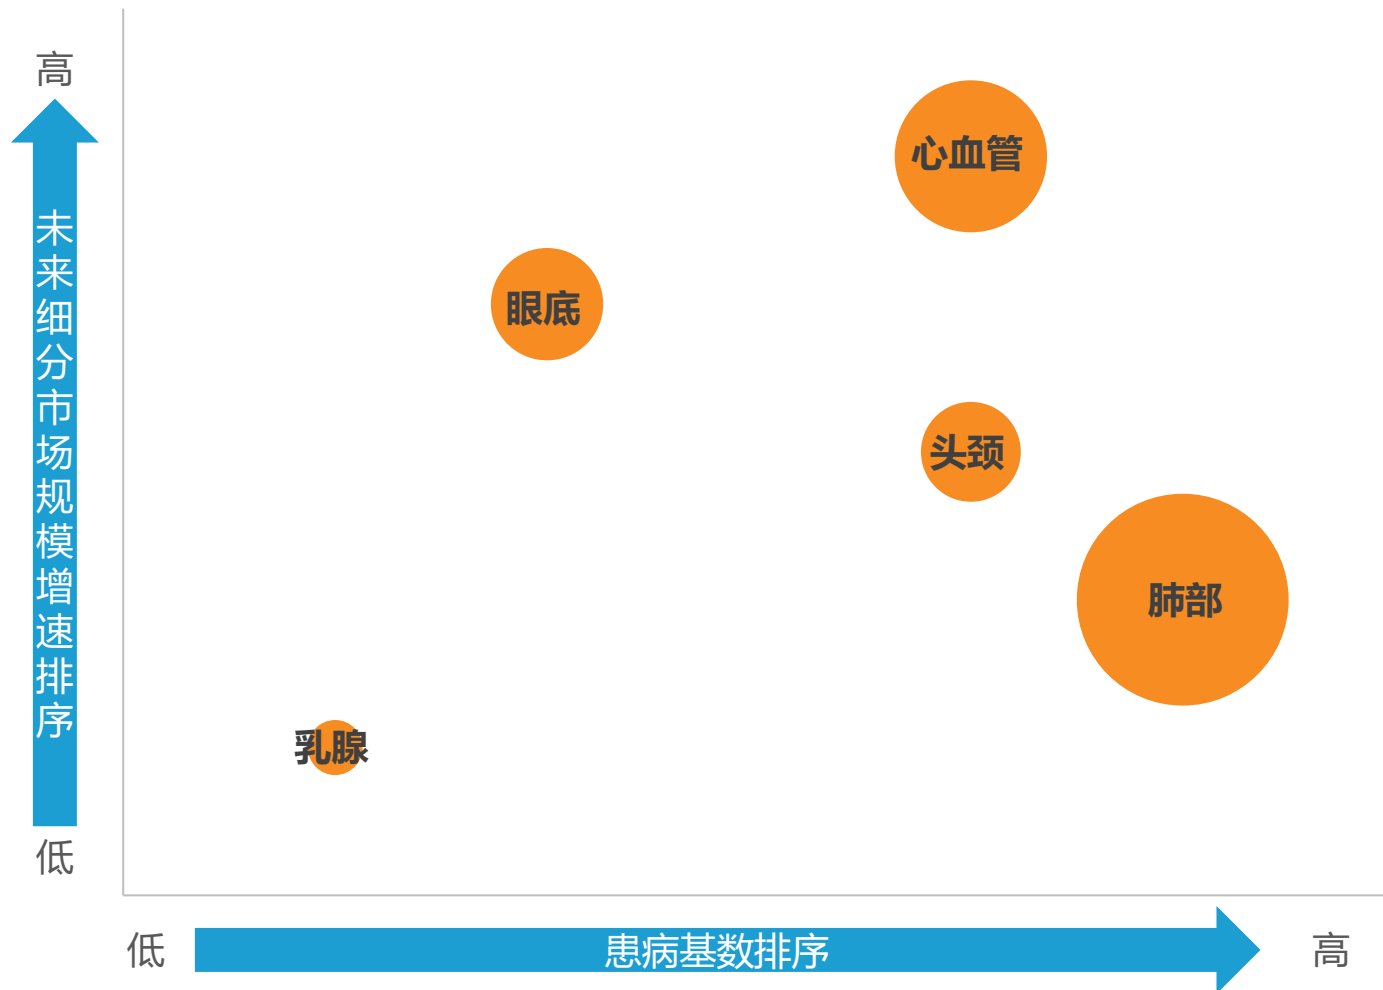 高
未来细分市场规模增速排序
低
心血管
眼底
头颈
肺部
乳腺
低
患病基数排序
高